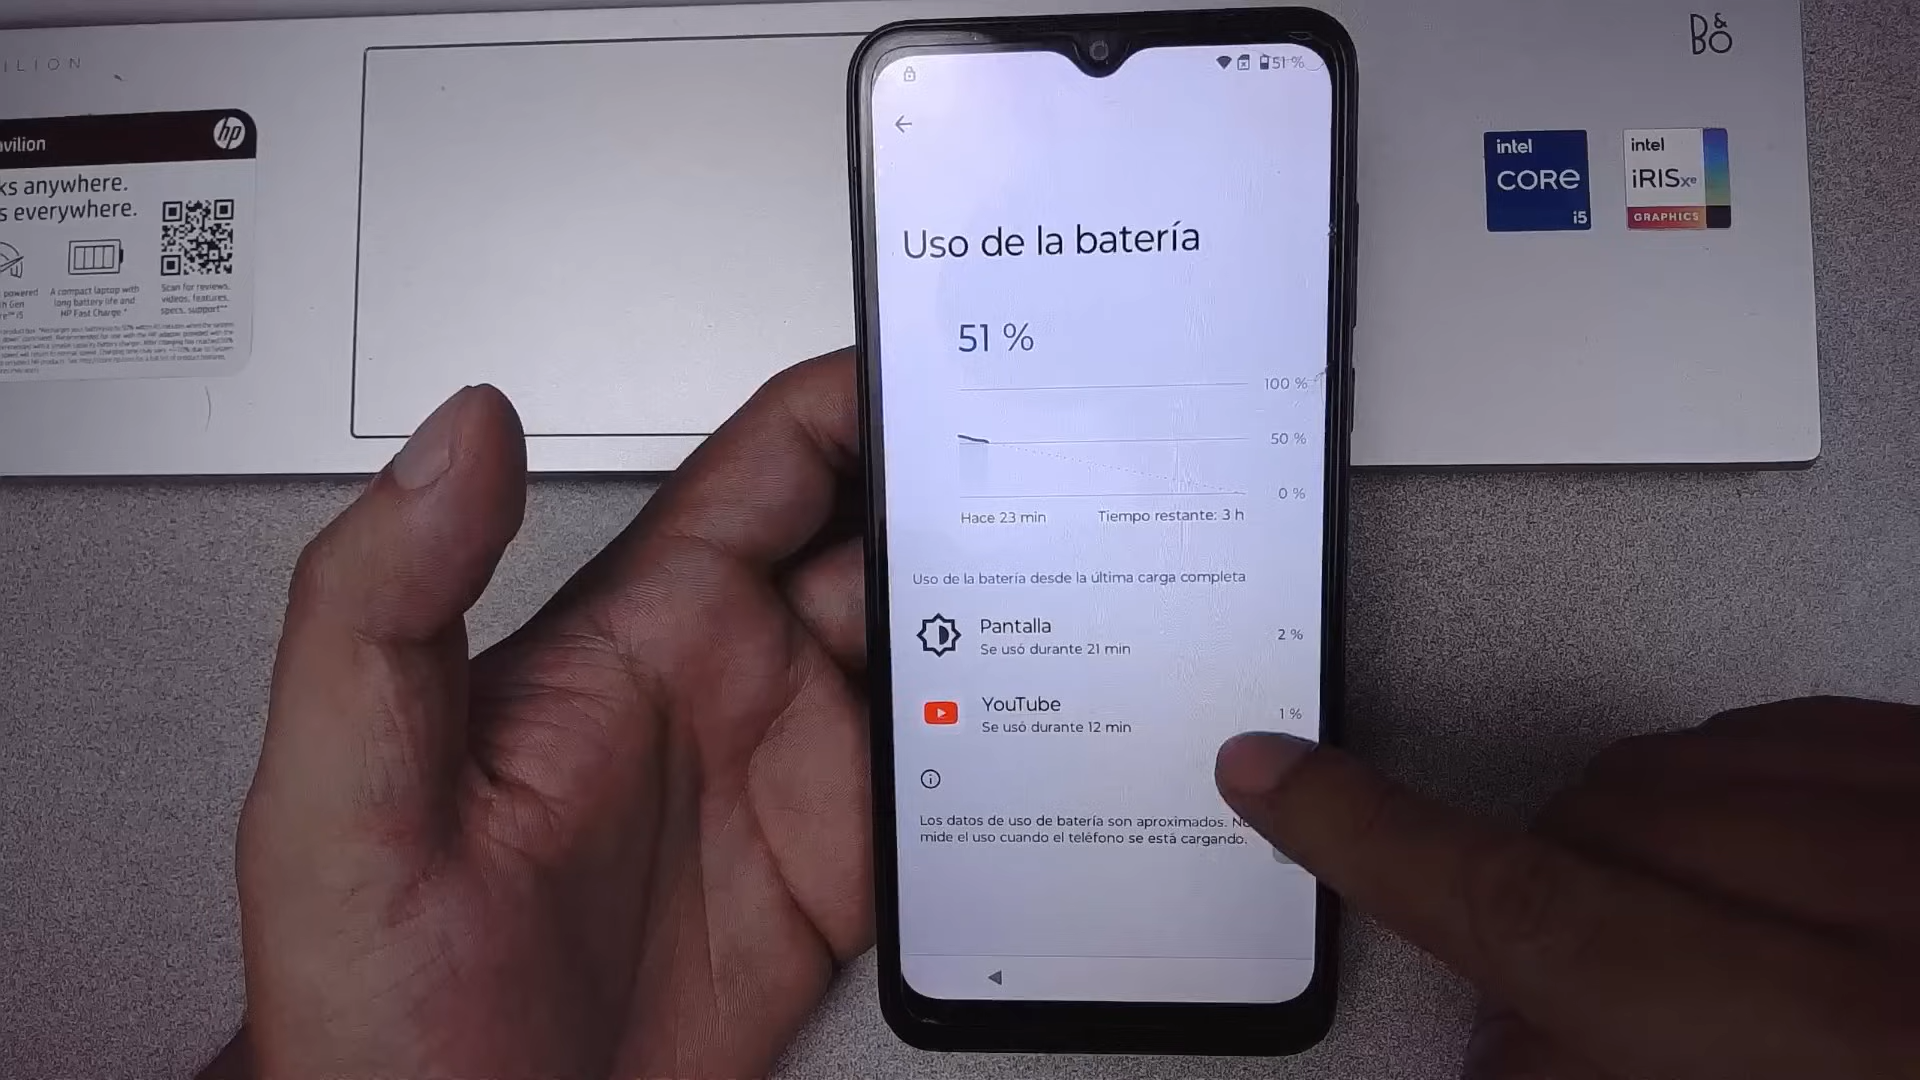 ILION
avilion
hp
ks anywhere.
s everywhere.
powered
A compact laptop with
long battery life and
HP Fast Charge.*
Scan for reviews,
videos, features,
specs, support**
B&O
intel
CORE
i5
intel
iRISxe
GRAPHICS
51 %
Uso de la batería
51 %
100 %
50 %
0 %
Hace 23 min
Tiempo restante: 3 h
Uso de la batería desde la última carga completa
Pantalla
2 %
Se usó durante 21 min
YouTube
1 %
Se usó durante 12 min
Los datos de uso de batería son aproximados. N
mide el uso cuando el teléfono se está cargando.